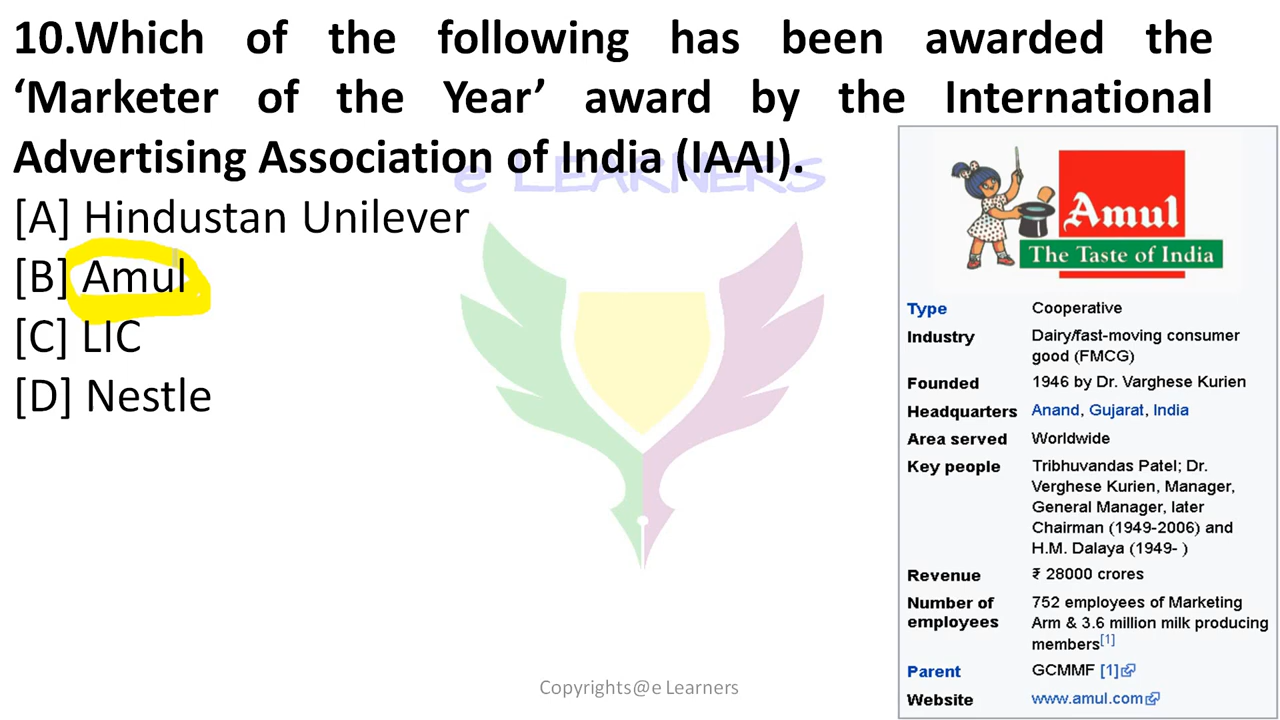 10.Which of the following has been awarded the
‘Marketer of the Year’ award by the International
Advertising Association of India (IAAI).
e LEARNERS
[A] Hindustan Unilever
[B] Amul
[C] LIC
[D] Nestle
Amul
The Taste of India
Type Cooperative
Industry Dairy/fast-moving consumer
good (FMCG)
Founded 1946 by Dr. Varghese Kurien
Headquarters Anand, Gujarat, India
Area served Worldwide
Key people Tribhuvandas Patel; Dr.
Verghese Kurien, Manager,
General Manager, later
Chairman (1949-2006) and
H.M. Dalaya (1949- )
Revenue ₹ 28000 crores
Number of 752 employees of Marketing
employees Arm & 3.6 million milk producing
members[1]
Parent GCMMF [1]
Website www.amul.com
Copyrights@e Learners